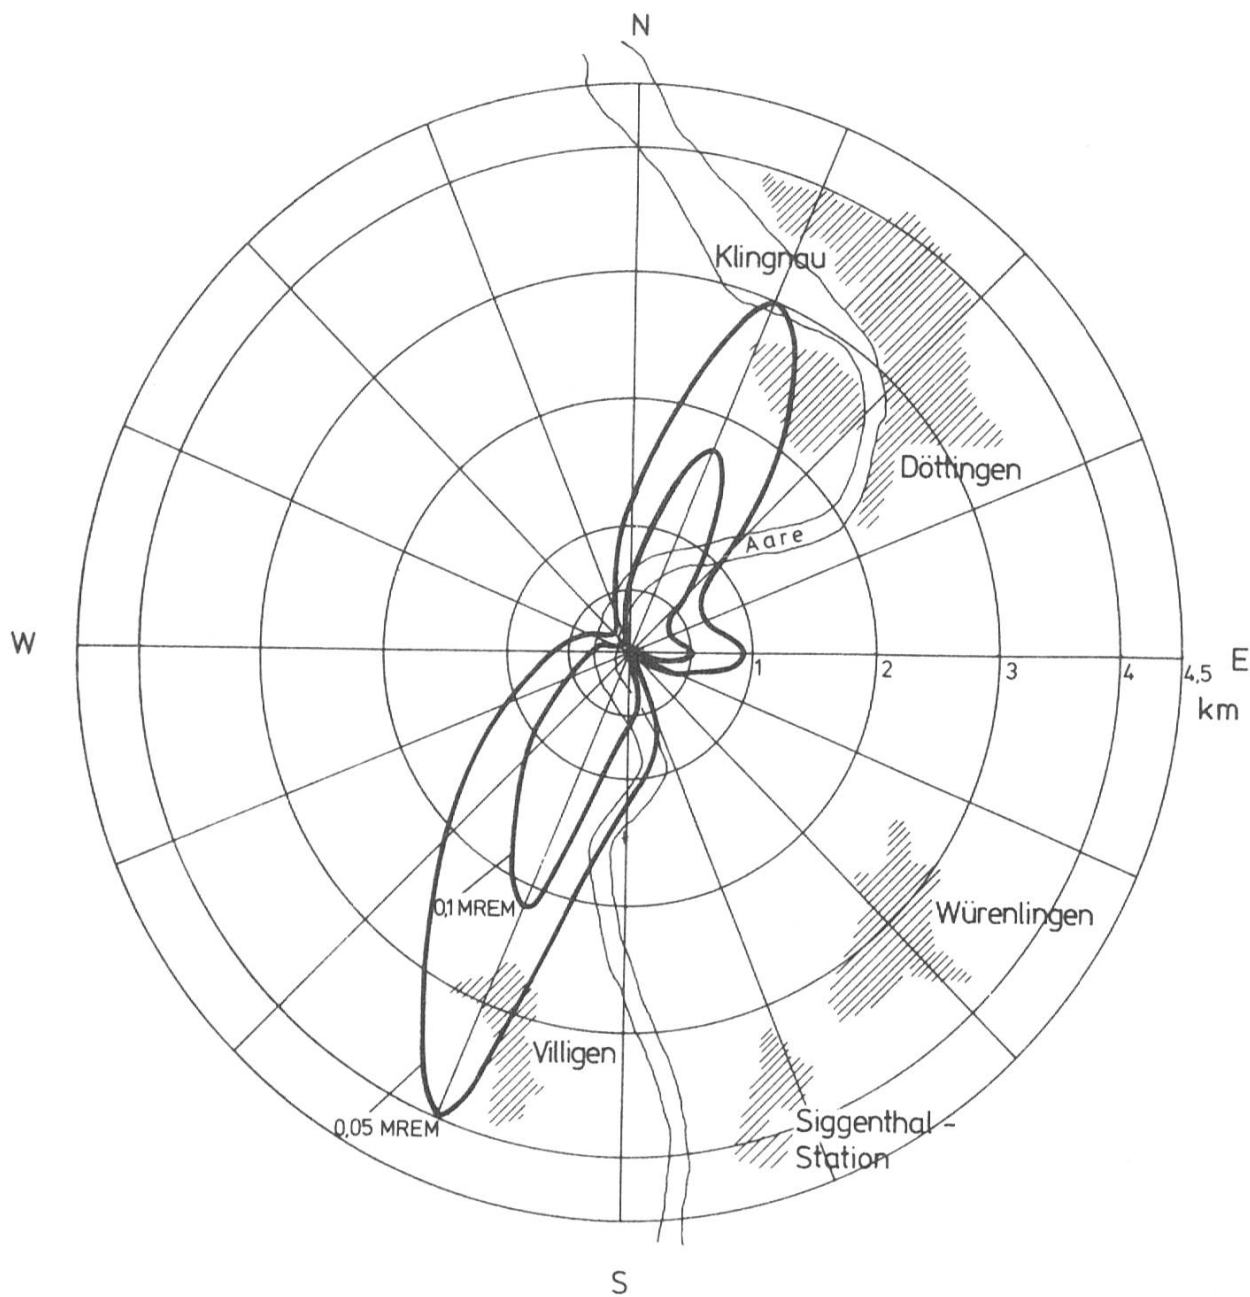 N
Klingnau
Döttingen
Aare
W
E
1
2
3
4
4,5
km
0,1 MREM
Würenlingen
Villigen
0,05 MREM
Siggenthal -
Station
S